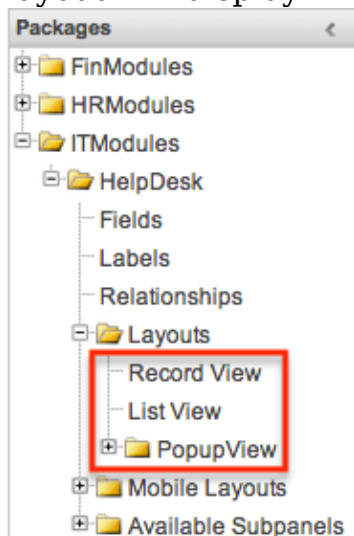 Packages
FinModules
HRModules
ITModules
HelpDesk
Fields
Labels
Relationships
Layouts
Record View
List View
PopupView
Mobile Layouts
Available Subpanels